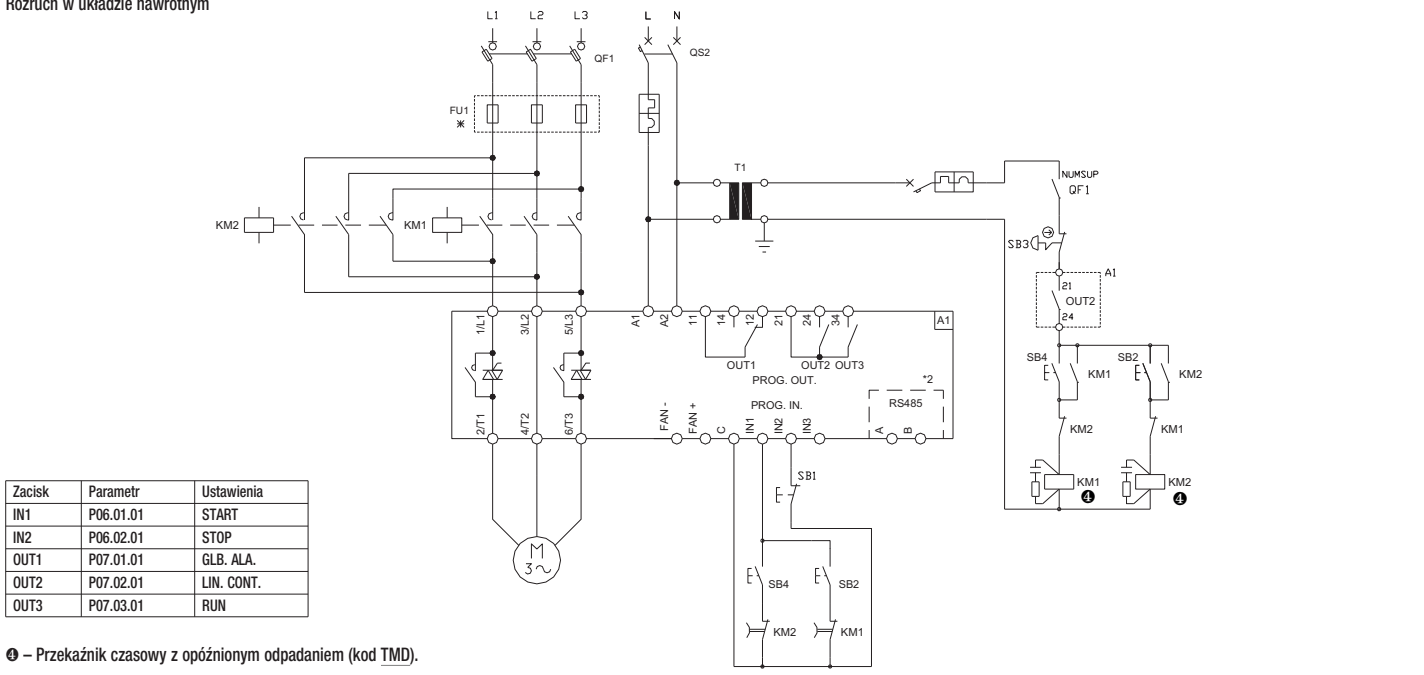 Rozruch w układzie nawrotnym
L1 L2 L3 L N
QF1 QS2
FU1
T1
NUMSUP
QF1
KM2 KM1
SB3
A1
21
OUT2
24
1/L1 3/L2 5/L3 A1 A2 11 14 12 21 24 34 A1
OUT1 OUT2 OUT3
PROG. OUT.
*2
PROG. IN.
RS485
2/T1 4/T2 6/T3 FAN - FAN + C IN1 IN2 IN3 A B
SB4 KM1 SB2 KM2
KM2 KM1
KM1 KM2
❹ ❹
SB1
M
3~
SB4 SB2
KM2 KM1
Zacisk Parametr Ustawienia
IN1 P06.01.01 START
IN2 P06.02.01 STOP
OUT1 P07.01.01 GLB. ALA.
OUT2 P07.02.01 LIN. CONT.
OUT3 P07.03.01 RUN
❹ – Przekaźnik czasowy z opóźnionym odpadaniem (kod TMD).